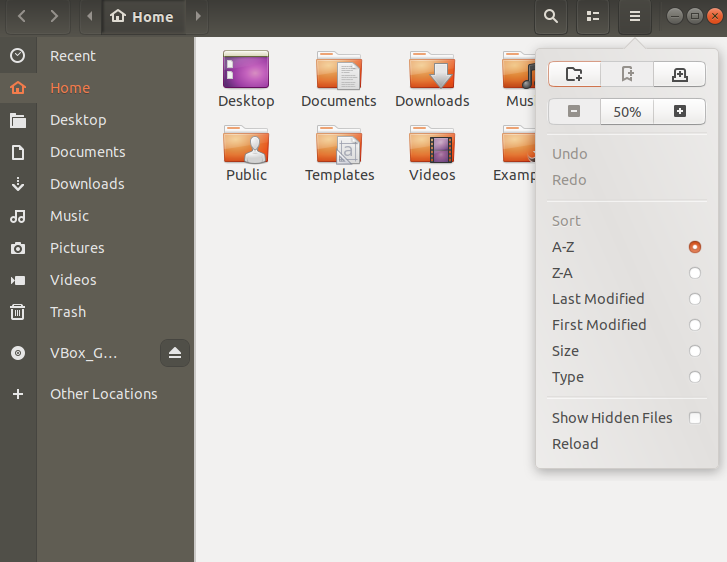 Home
Recent
Home
Desktop
Documents
Downloads
Music
Pictures
Videos
Trash
VBox_G...
Other Locations
Desktop
Documents
Downloads
Mus
Public
Templates
Videos
Examp
50%
Undo
Redo
Sort
A-Z
Z-A
Last Modified
First Modified
Size
Type
Show Hidden Files
Reload